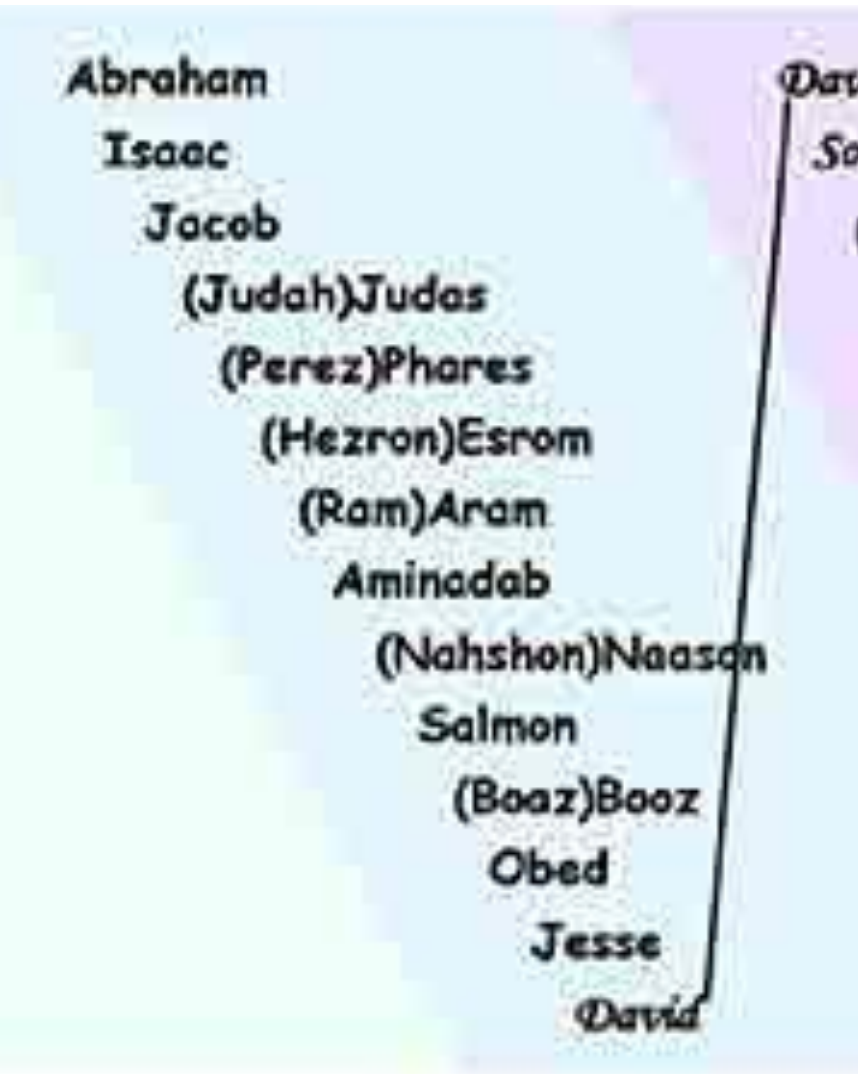 Abraham
Isaac
Jacob
(Judah)Judas
(Perez)Phares
(Hezron)Esrom
(Ram)Aram
Aminadab
(Nahshon)Naason
Salmon
(Boaz)Booz
Obed
Jesse
David